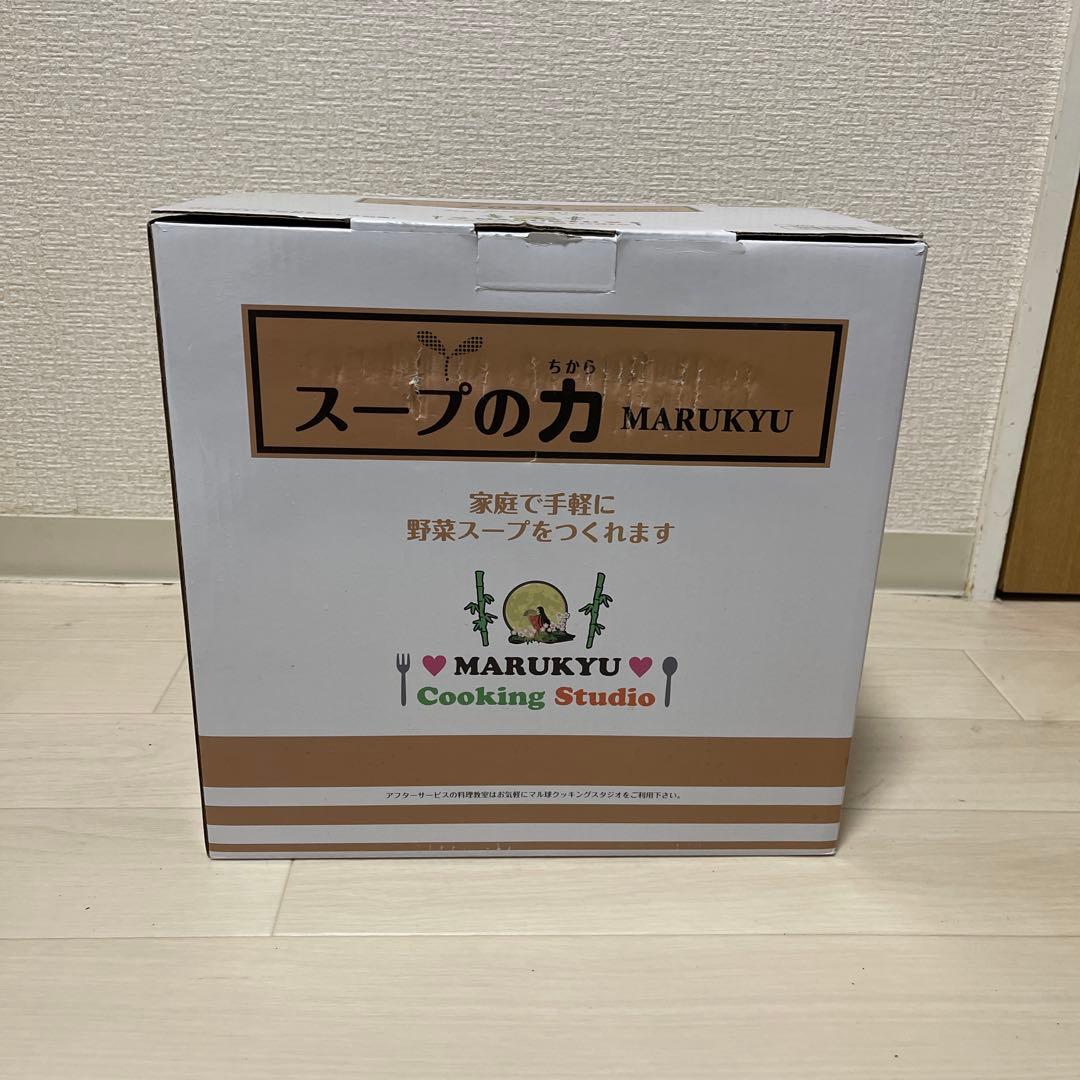 ちから
スープの力 MARUKYU
家庭で手軽に
野菜スープをつくれます
MARUKYU
Cooking Studio
アフターサービスの料理教室はお気軽にマル球クッキングスタジオをご利用下さい。